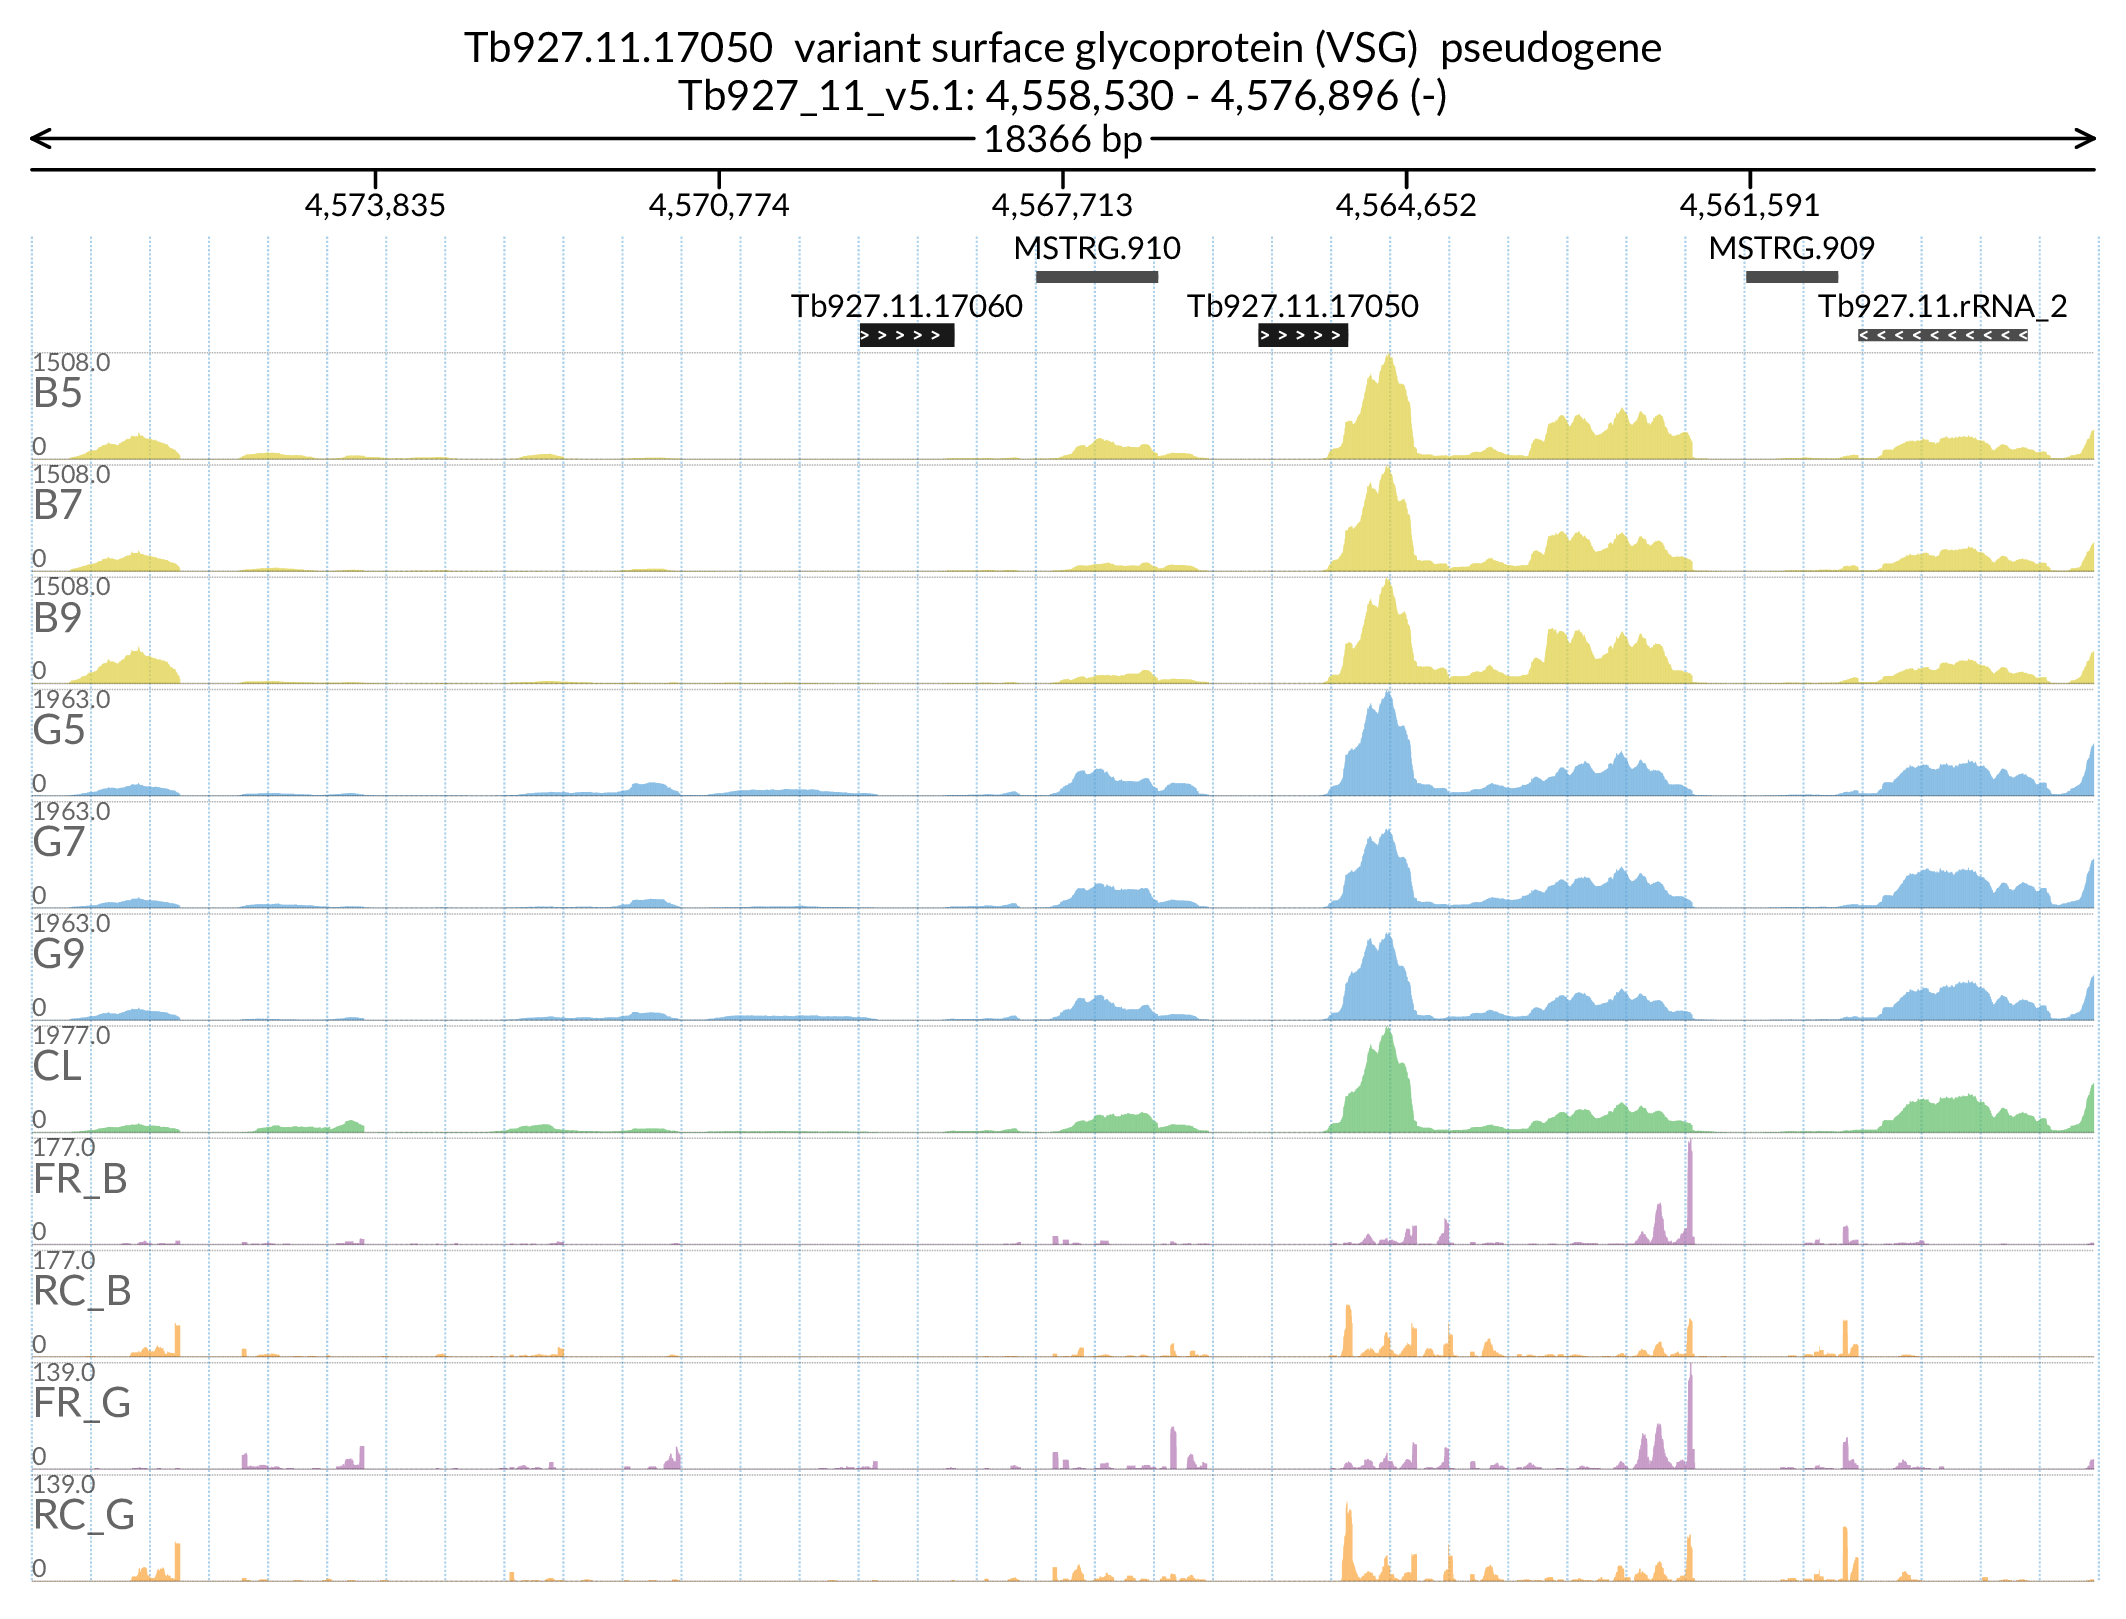 Tb927.11.17050  variant surface glycoprotein (VSG)  pseudogene
Tb927_11_v5.1: 4,558,530 - 4,576,896 (-)
18366 bp
4,573,835 4,570,774 4,567,713 4,564,652 4,561,591
MSTRG.910 MSTRG.909
Tb927.11.17060 Tb927.11.17050 Tb927.11.rRNA_2
1508.0
B5
0
1508.0
B7
0
1508.0
B9
0
1963.0
G5
0
1963.0
G7
0
1963.0
G9
0
1977.0
CL
0
177.0
FR_B
0
177.0
RC_B
0
139.0
FR_G
0
139.0
RC_G
0